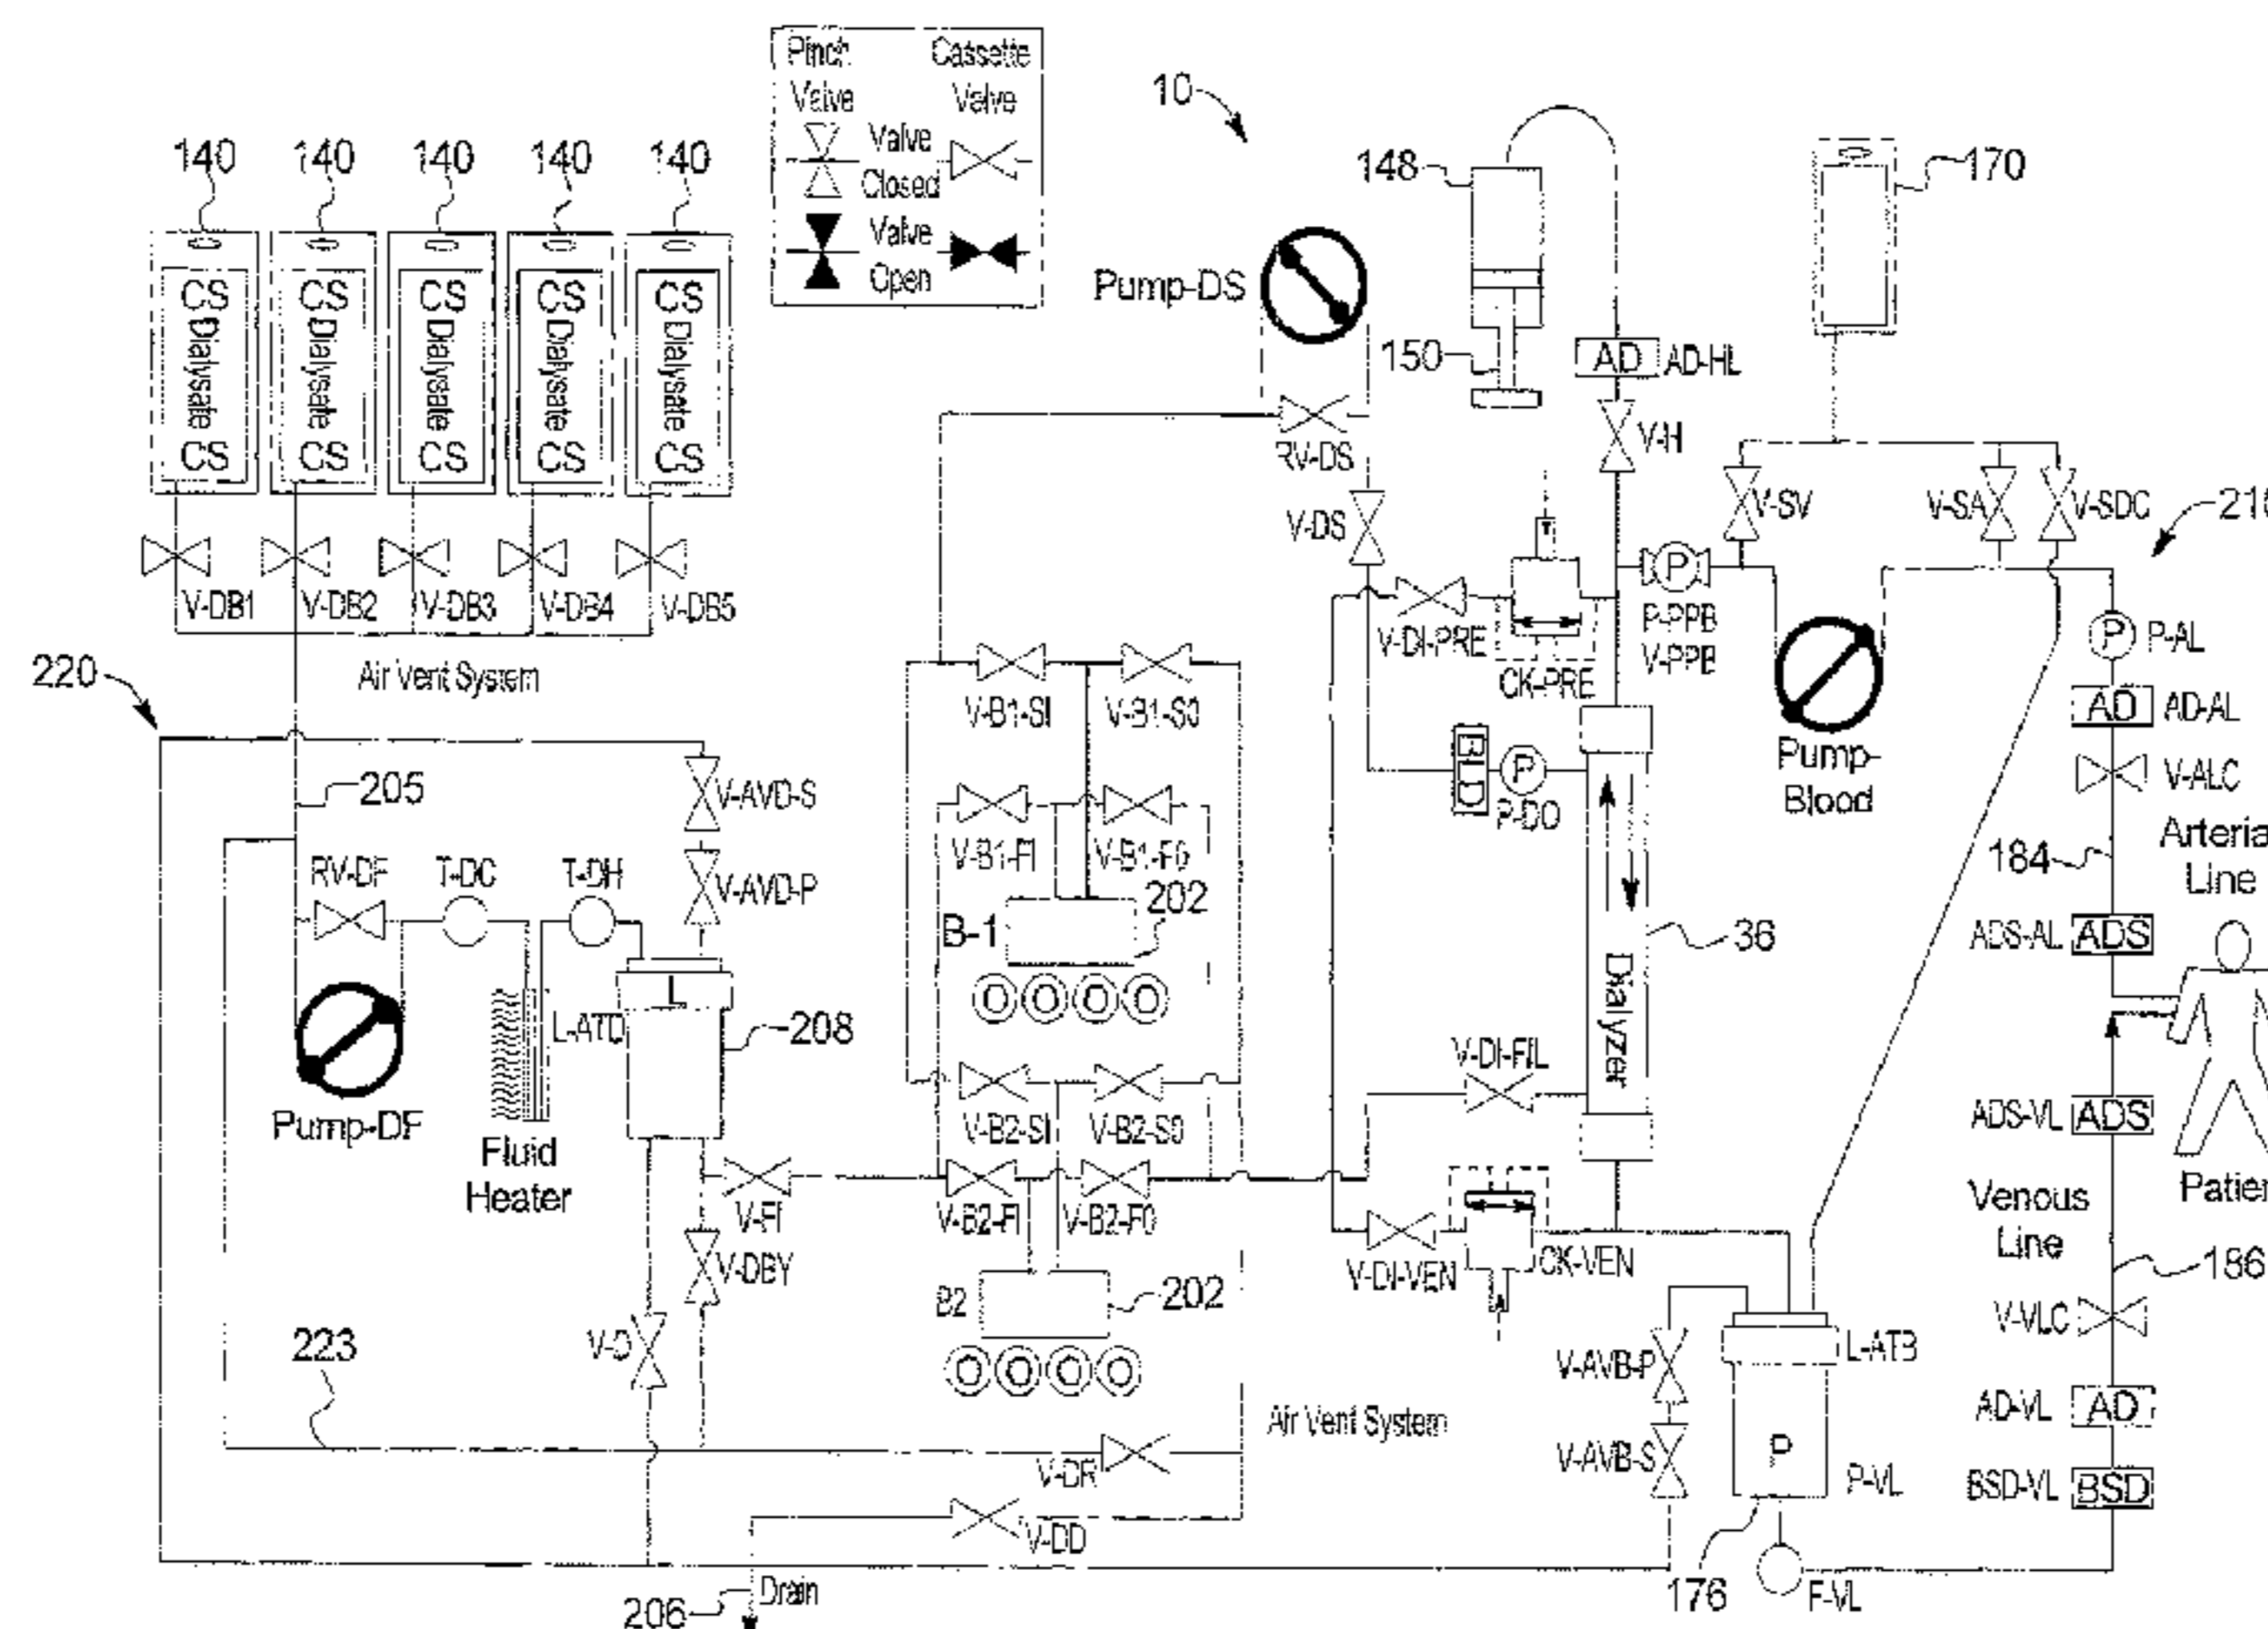 Pinch Cassette
Valve Valve
Valve
Closed
Valve
Open
10
140 140 140 140 140
148
170
CS CS CS CS CS
Dialysate Dialysate Dialysate Dialysate Dialysate
CS CS CS CS CS
Pump-DS
150
AD AD-HL
RV-DS
V-H
V-DS
V-SV
V-SA
V-SDC
V-DB1 V-DB2 V-DB3 V-DB4 V-DB5
T
V-DI-PRE
CK-PRE
P
P-PPB
V-PPB
P P-AL
220
Air Vent System
V-B1-SI V-B1-S0
AD AD-AL
Pump-
Blood
V-ALC
205
V-AVD-S
BLD P
P-DO
V-B1-FI V-B1-F0
184
Line
RV-DF T-DC T-DH
V-AVD-P
B-1 202
36
ADS-AL ADS
Dialyzer
L
L-ATD
208
Pump-DF
Fluid
Heater
V-B2-SI V-B2-S0
V-DI-FIL
ADS-VL ADS
V-FI
V-B2-FI V-B2-F0
Venous
Line
V-DBY
B2 202
V-DI-VEN
CK-VEN
186
V-VLC
223
V-AVB-P
L-ATB
Air Vent System
AD-VL AD
V-DR
V-AVB-S
P
P-VL
BSD-VL BSD
V-DD
206
Drain
176